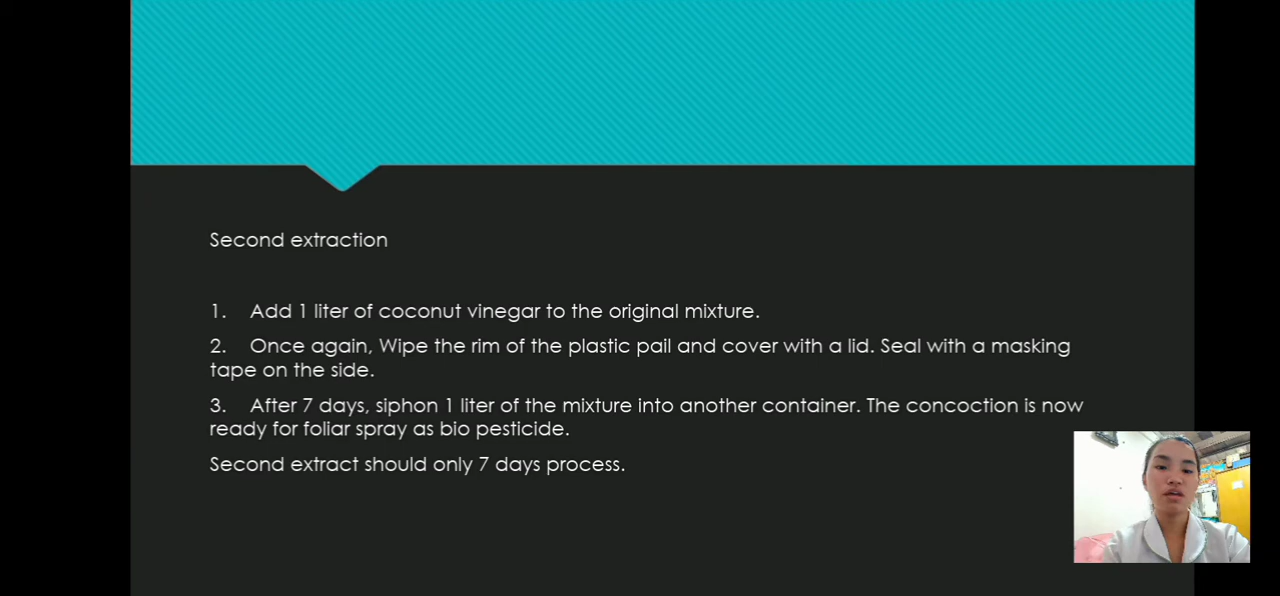 Second extraction
1. Add 1 liter of coconut vinegar to the original mixture.
2. Once again, Wipe the rim of the plastic pail and cover with a lid. Seal with a masking
tape on the side.
3. After 7 days, siphon 1 liter of the mixture into another container. The concoction is now
ready for foliar spray as bio pesticide.
Second extract should only 7 days process.